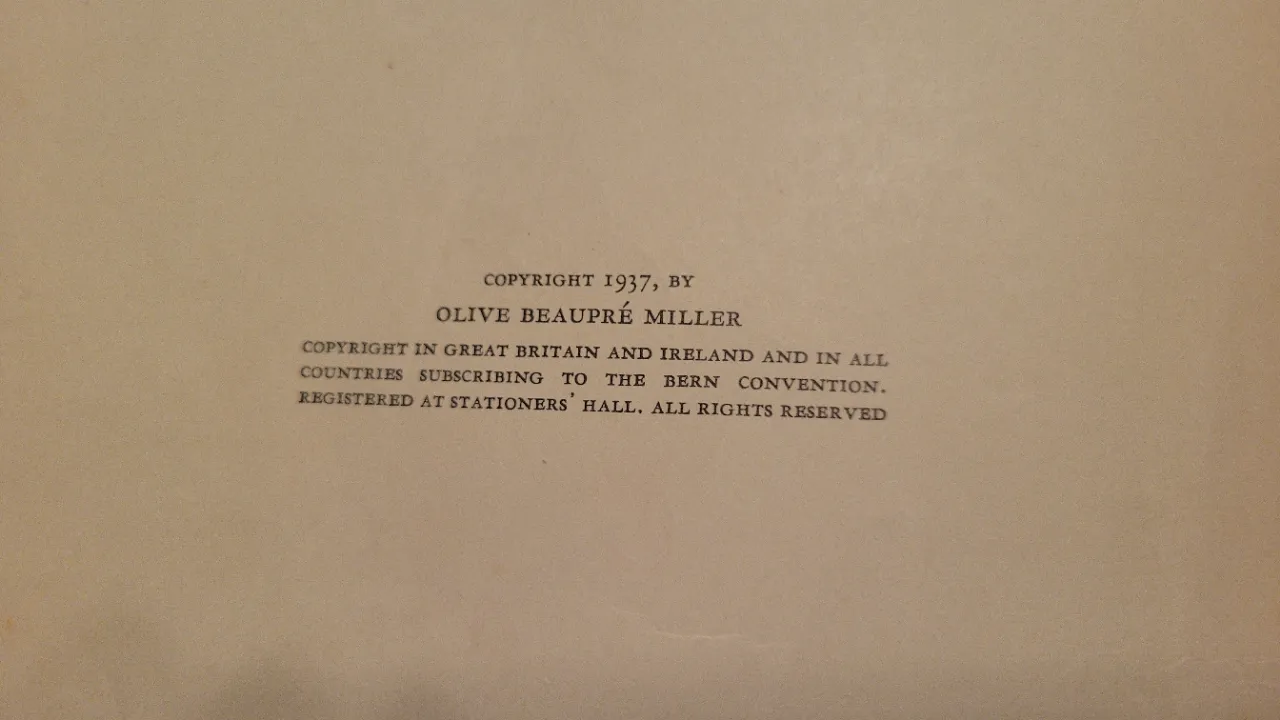 COPYRIGHT 1937, BY
OLIVE BEAUPRÉ MILLER
COPYRIGHT IN GREAT BRITAIN AND IRELAND AND IN ALL
COUNTRIES SUBSCRIBING TO THE BERN CONVENTION.
REGISTERED AT STATIONERS' HALL. ALL RIGHTS RESERVED